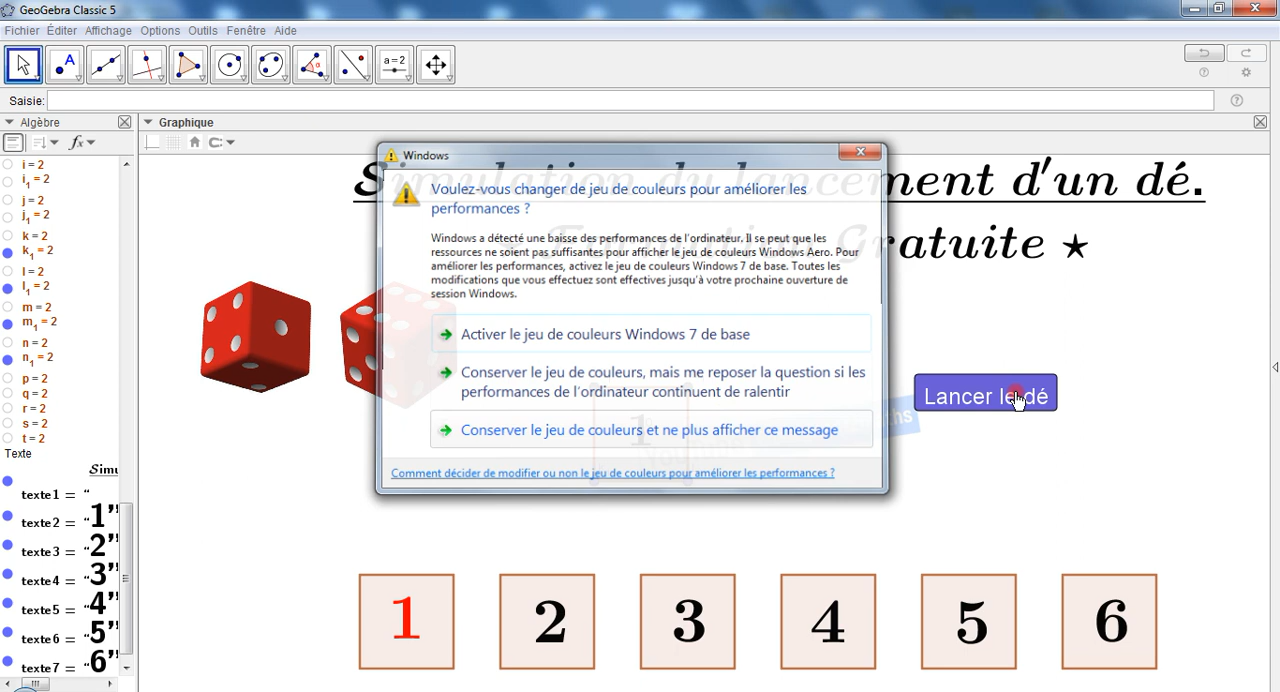 GeoGebra Classic 5
Fichier Éditer Affichage Options Outils Fenêtre Aide
A
a = 2
Saisie:
Algèbre
Graphique
fx
i = 2
i1 = 2
j = 2
j1 = 2
k = 2
k1 = 2
l = 2
l1 = 2
m = 2
m1 = 2
n = 2
n1 = 2
p = 2
q = 2
r = 2
s = 2
t = 2
Texte
Simu
texte1 = “
texte2 = “1”
texte3 = “2”
texte4 = “3”
texte5 = “4”
texte6 = “5”
texte7 = “6”
Simulation du lancement d'un dé.
Gratuite ★
Windows
Voulez-vous changer de jeu de couleurs pour améliorer les
performances ?
Windows a détecté une baisse des performances de l'ordinateur. Il se peut que les
ressources ne soient pas suffisantes pour afficher le jeu de couleurs Windows Aero. Pour
améliorer les performances, activez le jeu de couleurs Windows 7 de base. Toutes les
modifications que vous effectuez sont effectives jusqu'à votre prochaine ouverture de
session Windows.
Activer le jeu de couleurs Windows 7 de base
Conserver le jeu de couleurs, mais me reposer la question si les
performances de l'ordinateur continuent de ralentir
Conserver le jeu de couleurs et ne plus afficher ce message
Comment décider de modifier ou non le jeu de couleurs pour améliorer les performances ?
1
Lancer le dé
1 2 3 4 5 6